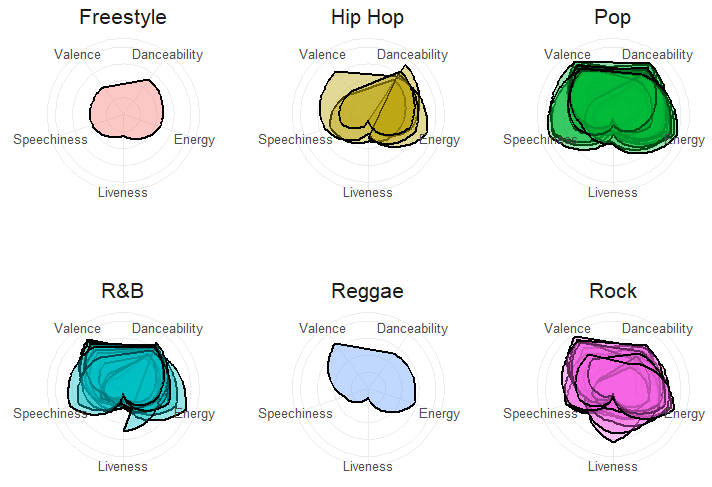 Freestyle
Hip Hop
Pop
Valence Danceability
Valence Danceability
Valence Danceability
Speechiness Energy
Speechiness Energy
Speechiness Energy
Liveness
Liveness
Liveness
R&B
Reggae
Rock
Valence Danceability
Valence Danceability
Valence Danceability
Speechiness Energy
Speechiness Energy
Speechiness Energy
Liveness
Liveness
Liveness